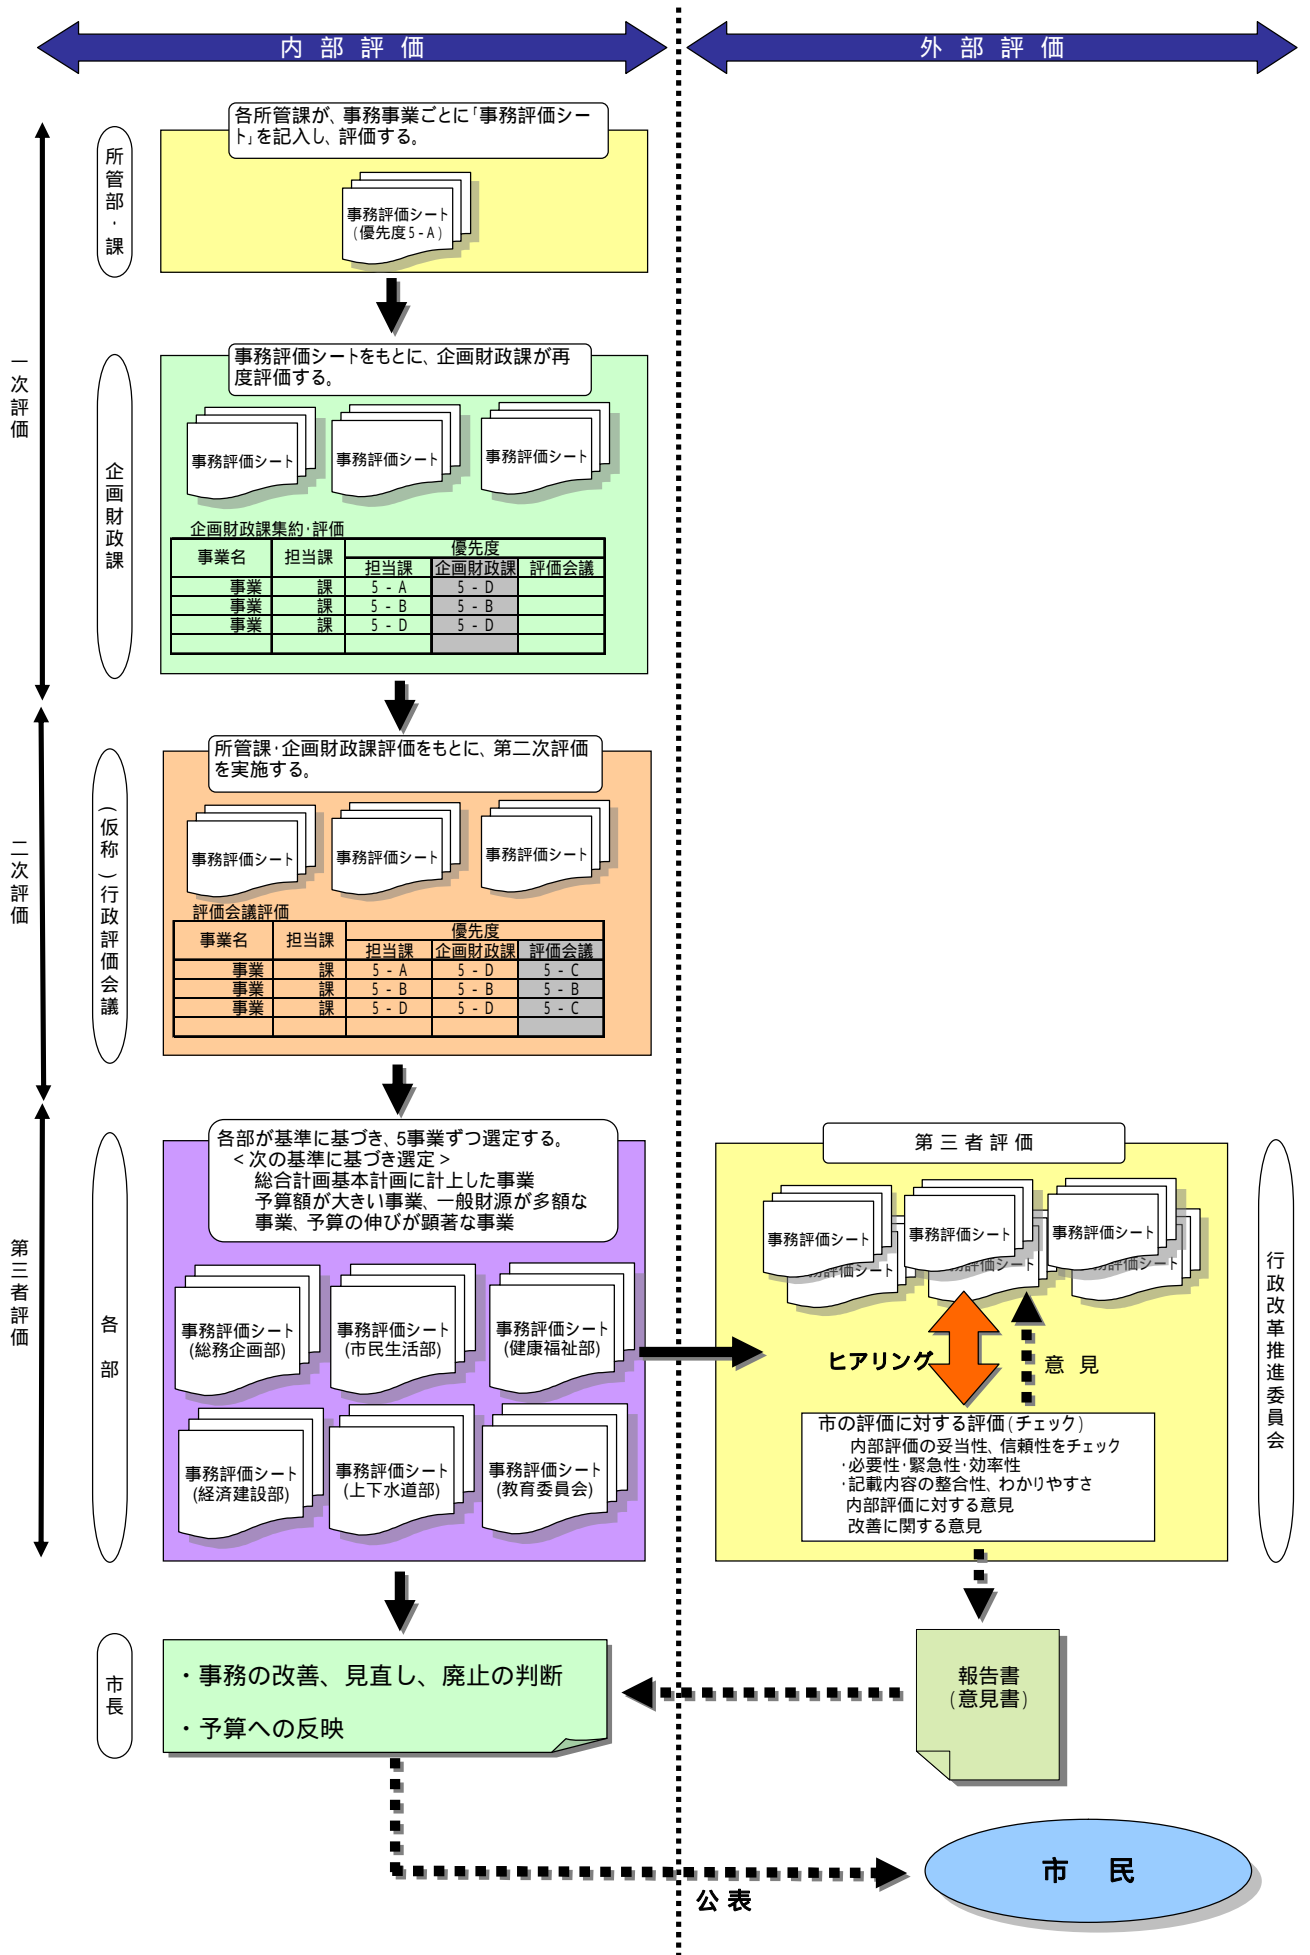 内部評価
外部評価
一次評価
所管部・課
各所管課が、事務事業ごとに「事務評価シー
ト」を記入し、評価する。
事務評価シート
(優先度5-A)
企画財政課
事務評価シートをもとに、企画財政課が再
度評価する。
事務評価シート
事務評価シート
事務評価シート
企画財政課集約・評価
事業名 担当課 優先度
担当課 企画財政課 評価会議
事業 課 5 - A 5 - D
事業 課 5 - B 5 - B
事業 課 5 - D 5 - D
二次評価
(仮称)行政評価会議
所管課・企画財政課評価をもとに、第二次評価
を実施する。
事務評価シート
事務評価シート
事務評価シート
評価会議評価
事業名 担当課 優先度
担当課 企画財政課 評価会議
事業 課 5 - A 5 - D 5 - C
事業 課 5 - B 5 - B 5 - B
事業 課 5 - D 5 - D 5 - C
第三者評価
各部
各部が基準に基づき、5事業ずつ選定する。
<次の基準に基づき選定>
総合計画基本計画に計上した事業
予算額が大きい事業、一般財源が多額な
事業、予算の伸びが顕著な事業
事務評価シート
(総務企画部)
事務評価シート
(市民生活部)
事務評価シート
(健康福祉部)
事務評価シート
(経済建設部)
事務評価シート
(上下水道部)
事務評価シート
(教育委員会)
第三者評価
事務評価シート
事務評価シート
事務評価シート
務評価シート
務評価シート
務評価シート
ヒアリング
意見
市の評価に対する評価(チェック)
内部評価の妥当性、信頼性をチェック
・必要性・緊急性・効率性
・記載内容の整合性、わかりやすさ
内部評価に対する意見
改善に関する意見
行政改革推進委員会
市長
・事務の改善、見直し、廃止の判断
・予算への反映
報告書
(意見書)
市民
公表